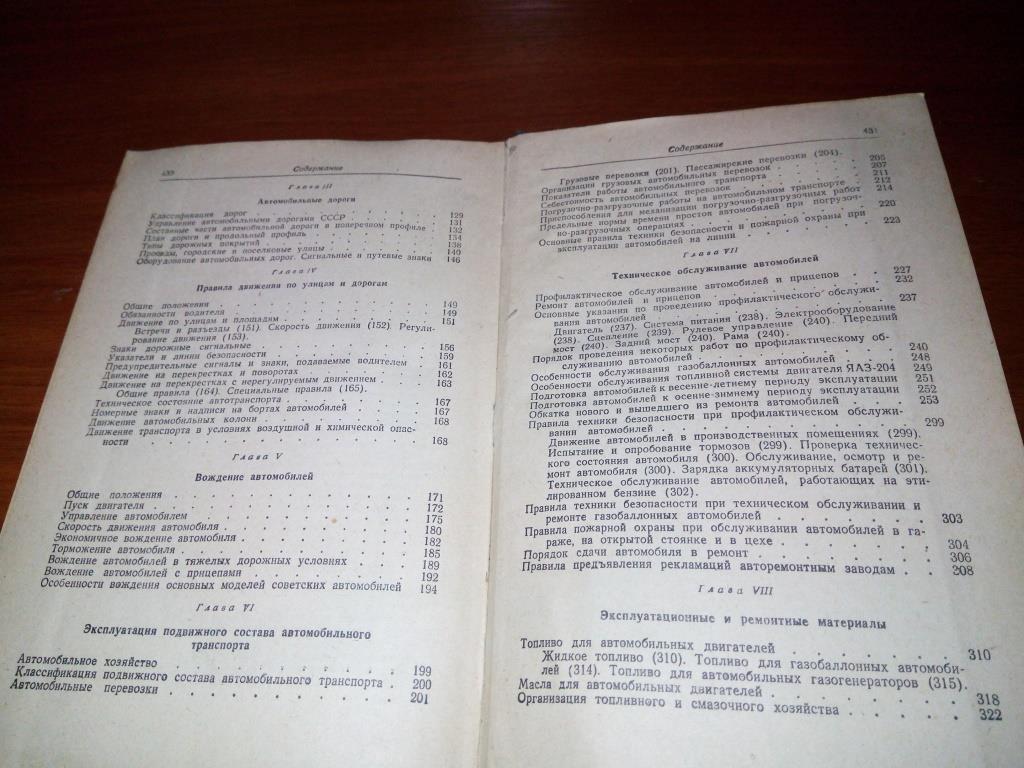 430 Содержание
Глава III
Автомобильные дороги
Классификация дорог 129
Управление автомобильными дорогами СССР 131
Составные части автомобильной дороги в поперечном профиле 132
План дороги и продольный профиль 134
Типы дорожных покрытий 138
Проезды, городские и поселковые улицы 140
Оборудование автомобильных дорог. Сигнальные и путевые знаки 146
Глава IV
Правила движения по улицам и дорогам
Общие положения 149
Обязанности водителя 149
Движение по улицам и площадям 151
Встречи и разъезды (151). Скорость движения (152). Регули-
рование движения (153).
Знаки дорожные сигнальные 156
Указатели и линии безопасности 159
Предупредительные сигналы и знаки, подаваемые водителем 161
Движение на перекрестках и поворотах 162
Движение на перекрестках с нерегулируемым движением 163
Общие правила (164). Специальные правила (165).
Техническое состояние автотранспорта 167
Номерные знаки и надписи на бортах автомобилей 167
Движение автомобильных колонн 168
Движение транспорта в условиях воздушной и химической опас-
ности 168
Глава V
Вождение автомобилей
Общие положения 171
Пуск двигателя 172
Управление автомобилем 175
Скорость движения автомобиля 180
Экономичное вождение автомобиля 182
Торможение автомобиля 185
Вождение автомобилей в тяжелых дорожных условиях 189
Вождение автомобилей с прицепами 192
Особенности вождения основных моделей советских автомобилей 194
Глава VI
Эксплуатация подвижного состава автомобильного
транспорта
Автомобильное хозяйство 199
Классификация подвижного состава автомобильного транспорта 200
Автомобильные перевозки 201
Содержание 431
Грузовые перевозки (201). Пассажирские перевозки (204).
Организация грузовых автомобильных перевозок 205
Показатели работы автомобильного транспорта 207
Себестоимость автомобильных перевозок 211
Погрузочно-разгрузочные работы на автомобильном транспорте 212
Приспособления для механизации погрузочно-разгрузочных работ 214
Предельные нормы времени простоя автомобилей при погрузоч-
но-разгрузочных операциях 220
Основные правила техники безопасности и пожарной охраны при
эксплуатации автомобилей на линии 223
Глава VII
Техническое обслуживание автомобилей
Профилактическое обслуживание автомобилей и прицепов 227
Ремонт автомобилей и прицепов 232
Основные указания по проведению профилактического обслужи-
вания автомобилей 237
Двигатель (237). Система питания (238). Электрооборудование
(238). Сцепление (239). Рулевое управление (240). Передний
мост (240). Задний мост (240). Рама (240).
Порядок проведения некоторых работ по профилактическому об-
служиванию автомобилей 240
Особенности обслуживания газобаллонных автомобилей 248
Особенности обслуживания топливной системы двигателя ЯАЗ-204 249
Подготовка автомобилей к весенне-летнему периоду эксплуатации 251
Подготовка автомобилей к осенне-зимнему периоду эксплуатации 252
Обкатка нового и вышедшего из ремонта автомобилей 253
Правила техники безопасности при профилактическом обслужи-
вании автомобилей 299
Движение автомобилей в производственных помещениях (299).
Испытание и опробование тормозов (299). Проверка техничес-
кого состояния автомобиля (300). Обслуживание, осмотр и ре-
монт автомобиля (300). Зарядка аккумуляторных батарей (301).
Техническое обслуживание автомобилей, работающих на эти-
лированном бензине (302).
Правила техники безопасности при техническом обслуживании и
ремонте газобаллонных автомобилей 303
Правила пожарной охраны при обслуживании автомобилей в га-
раже, на открытой стоянке и в цехе 304
Порядок сдачи автомобиля в ремонт 306
Правила предъявления рекламаций авторемонтным заводам 308
Глава VIII
Эксплуатационные и ремонтные материалы
Топливо для автомобильных двигателей 310
Жидкое топливо (310). Топливо для газобаллонных автомоби-
лей (314). Топливо для автомобильных газогенераторов (315).
Масла для автомобильных двигателей 318
Организация топливного и смазочного хозяйства 322